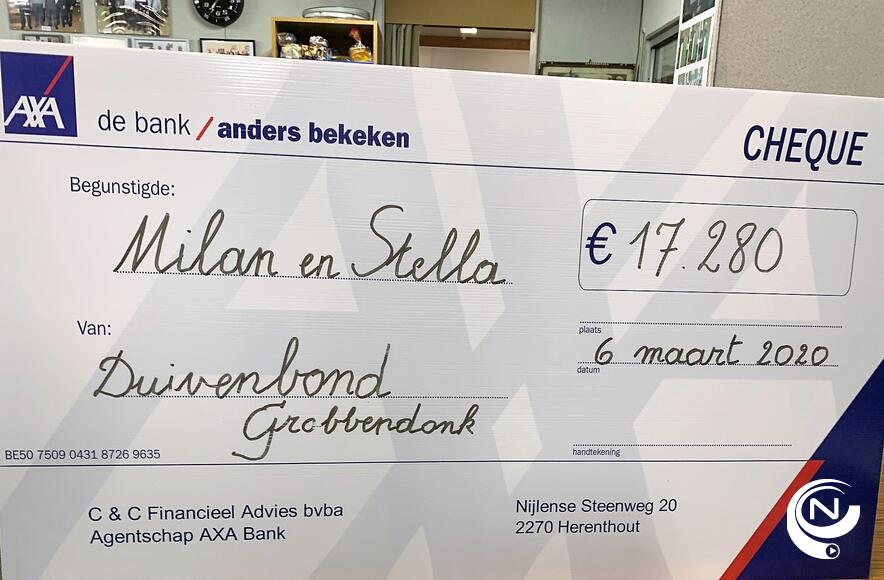 AXA
de bank / anders bekeken
CHEQUE
Begunstigde:
Milan en Stella
€ 17.280
Van:
plaats
6 maart 2020
datum
Duivenbond
Grobbendonk
BE50 7509 0431 8726 9635
handtekening
C & C Financieel Advies bvba
Agentschap AXA Bank
Nijlense Steenweg 20
2270 Herenthout
N